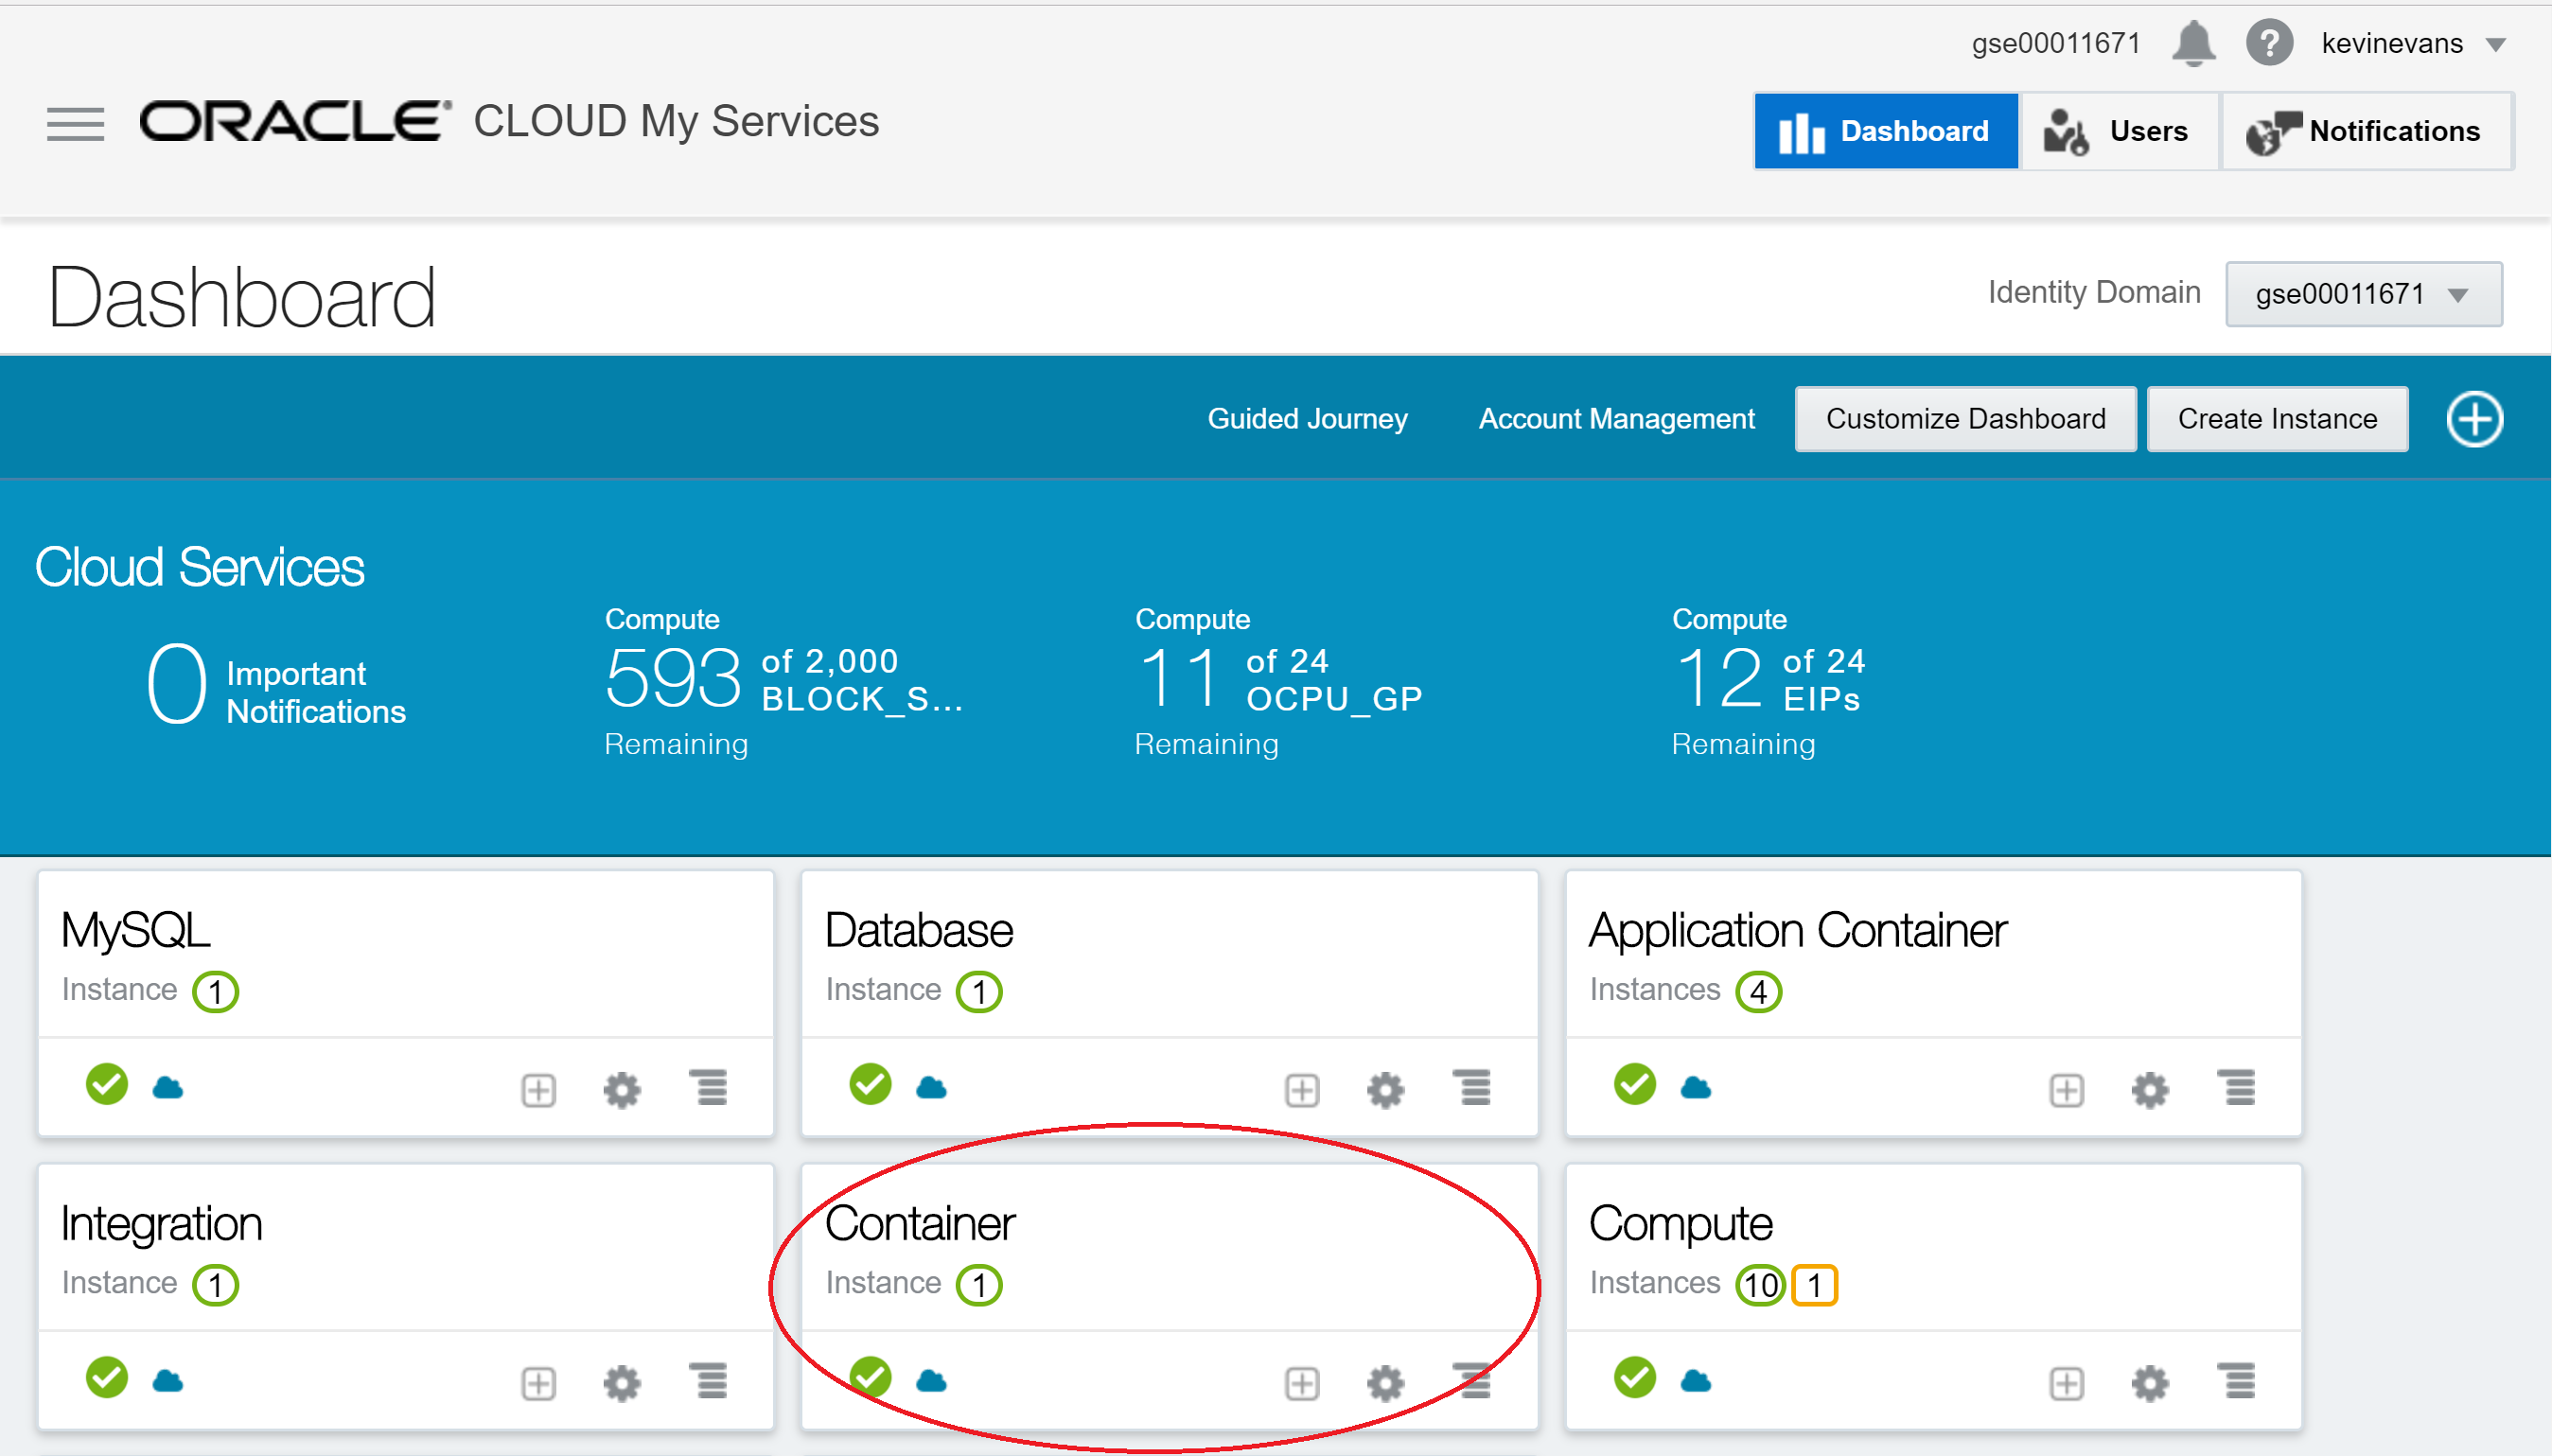 gse00011671 ? kevinevans
ORACLE CLOUD My Services
Dashboard Users Notifications
Dashboard
Identity Domain gse00011671
Guided Journey Account Management Customize Dashboard Create Instance
Cloud Services
0 Important Notifications
Compute
593 of 2,000 BLOCK_S...
Remaining
Compute
11 of 24 OCPU_GP
Remaining
Compute
12 of 24 EIPs
Remaining
MySQL
Instance 1
Database
Instance 1
Application Container
Instances 4
Integration
Instance 1
Container
Instance 1
Compute
Instances 10 1